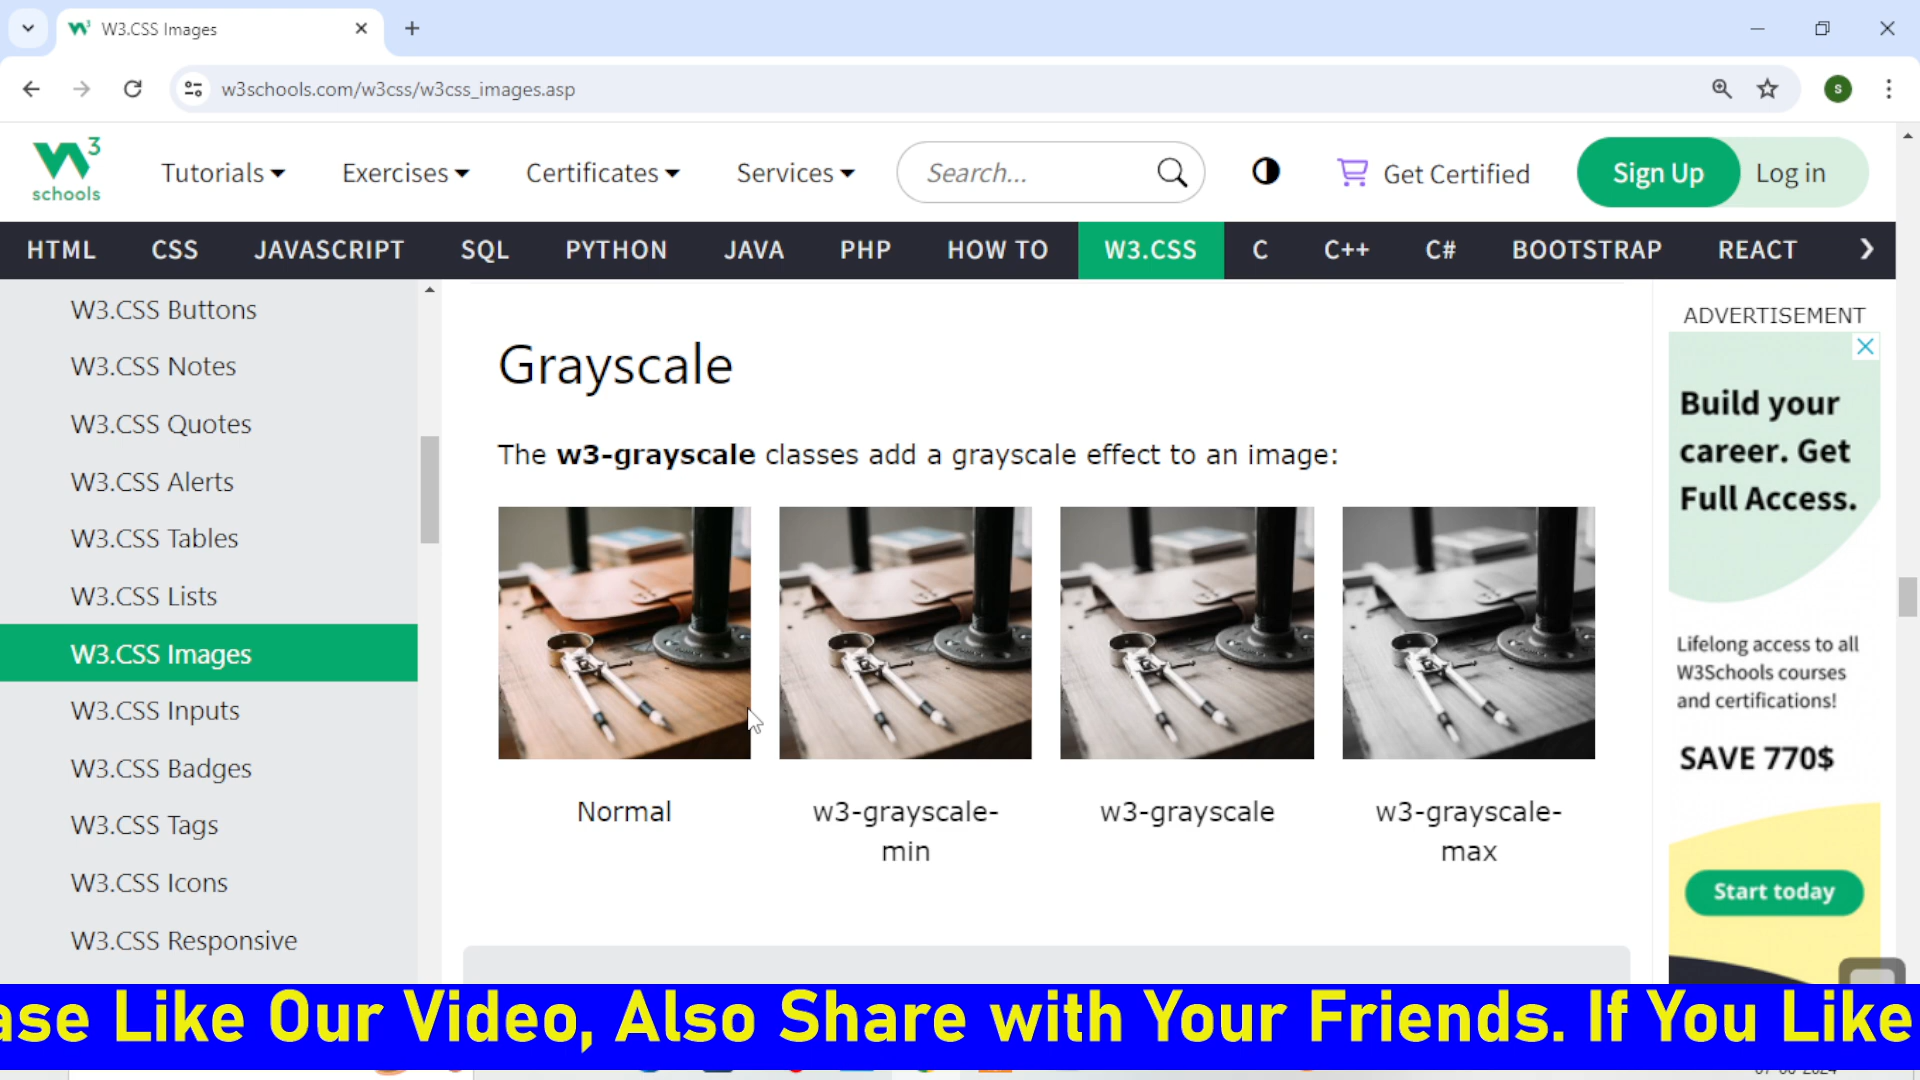 W3.CSS Images
w3schools.com/w3css/w3css_images.asp
S
3
schools
Tutorials
Exercises
Certificates
Services
Search...
Get Certified
Sign Up
Log in
HTML
CSS
JAVASCRIPT
SQL
PYTHON
JAVA
PHP
HOW TO
W3.CSS
C
C++
C#
BOOTSTRAP
REACT
W3.CSS Buttons
W3.CSS Notes
W3.CSS Quotes
W3.CSS Alerts
W3.CSS Tables
W3.CSS Lists
W3.CSS Images
W3.CSS Inputs
W3.CSS Badges
W3.CSS Tags
W3.CSS Icons
W3.CSS Responsive
Grayscale
The w3-grayscale classes add a grayscale effect to an image:
Normal
w3-grayscale-
min
w3-grayscale
w3-grayscale-
max
ADVERTISEMENT
Build your
career. Get
Full Access.
Lifelong access to all
W3Schools courses
and certifications!
SAVE 770$
Start today
ase Like Our Video, Also Share with Your Friends. If You Like